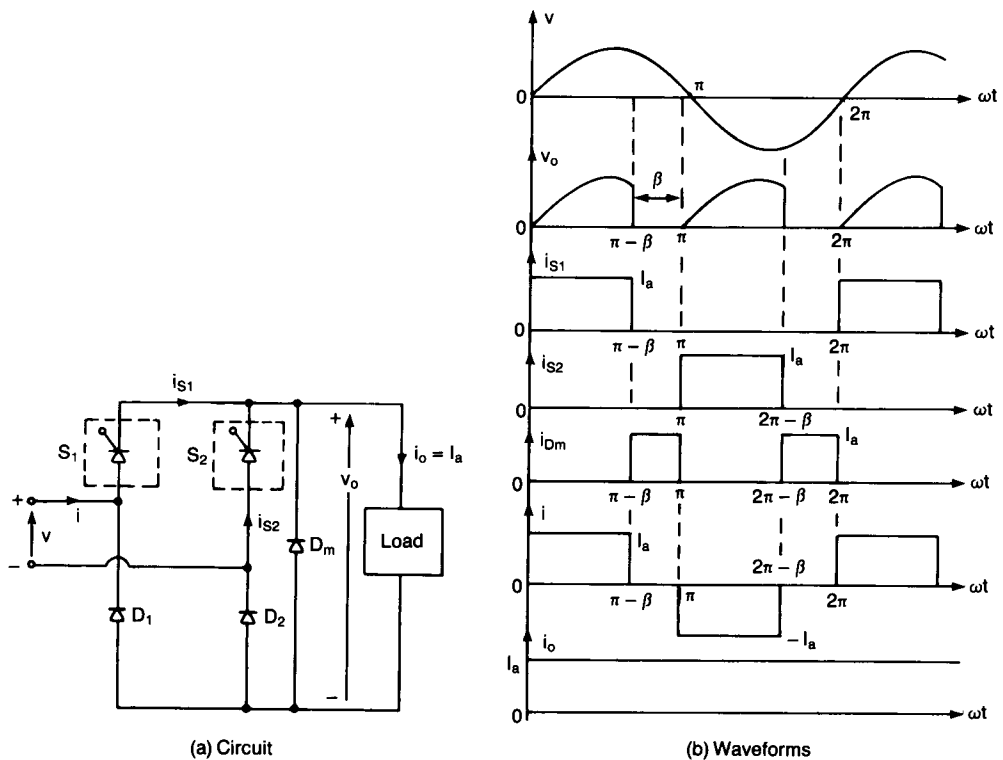 v
0
π
2π
ωt
v_o
β
0
π − β
π
2π
ωt
i_S1
I_a
0
π − β
π
2π
ωt
i_S2
I_a
0
π
2π − β
ωt
i_Dm
I_a
0
π − β
π
2π − β
2π
ωt
i
I_a
2π − β
0
π − β
π
2π
ωt
− I_a
i_o
I_a
0
ωt
i_S1
+
S_1
S_2
v_o
i_o = I_a
+
i
v
−
i_S2
D_m
Load
D_1
D_2
−
(a) Circuit
(b) Waveforms